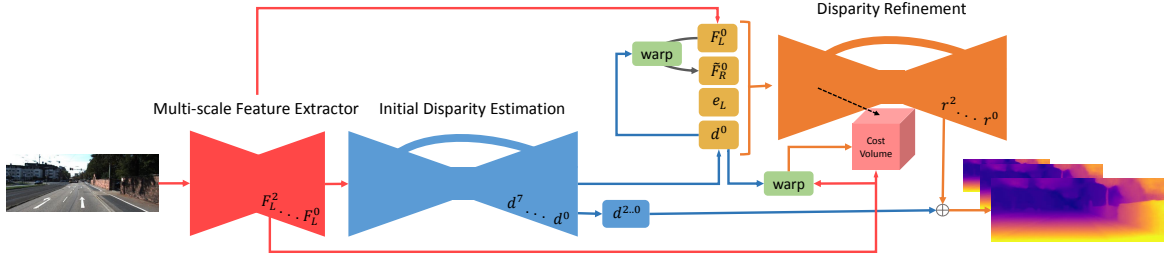 Disparity Refinement
Multi-scale Feature Extractor
Initial Disparity Estimation
F_L^0
warp
F̃_R^0
e_L
d^0
r^2 . . . r^0
Cost
Volume
warp
F_L^2 . . . F_L^0
d^7 . . . d^0
d^{2..0}